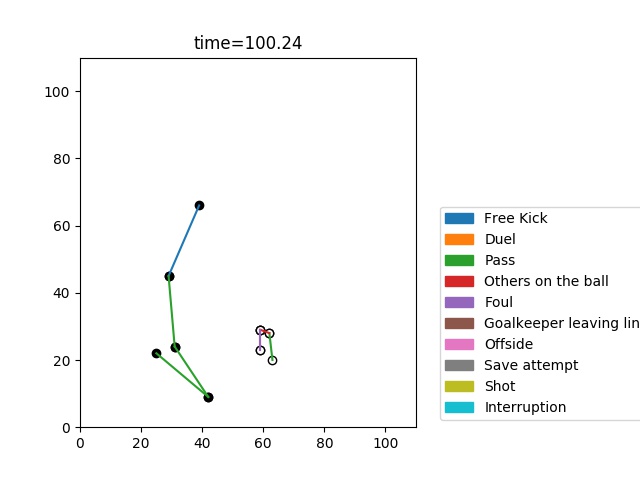 time=100.24
100
80
60
40
20
0
0 20 40 60 80 100
Free Kick
Duel
Pass
Others on the ball
Foul
Goalkeeper leaving lin
Offside
Save attempt
Shot
Interruption